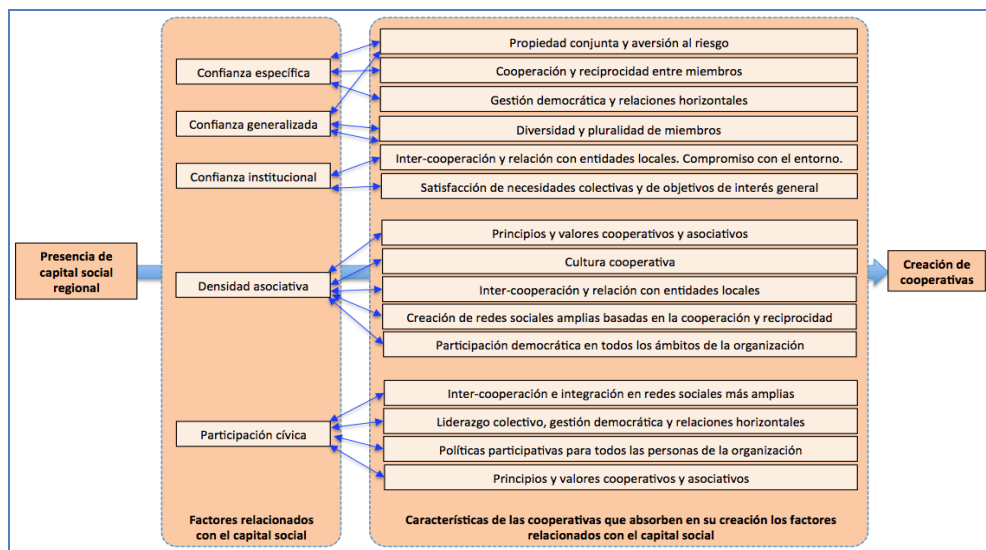 Presencia de
capital social
regional
Confianza específica
Confianza generalizada
Confianza institucional
Densidad asociativa
Participación cívica
Factores relacionados
con el capital social
Propiedad conjunta y aversión al riesgo
Cooperación y reciprocidad entre miembros
Gestión democrática y relaciones horizontales
Diversidad y pluralidad de miembros
Inter-cooperación y relación con entidades locales. Compromiso con el entorno.
Satisfacción de necesidades colectivas y de objetivos de interés general
Principios y valores cooperativos y asociativos
Cultura cooperativa
Inter-cooperación y relación con entidades locales
Creación de redes sociales amplias basadas en la cooperación y reciprocidad
Participación democrática en todos los ámbitos de la organización
Inter-cooperación e integración en redes sociales más amplias
Liderazgo colectivo, gestión democrática y relaciones horizontales
Políticas participativas para todos las personas de la organización
Principios y valores cooperativos y asociativos
Características de las cooperativas que absorben en su creación los factores
relacionados con el capital social
Creación de
cooperativas